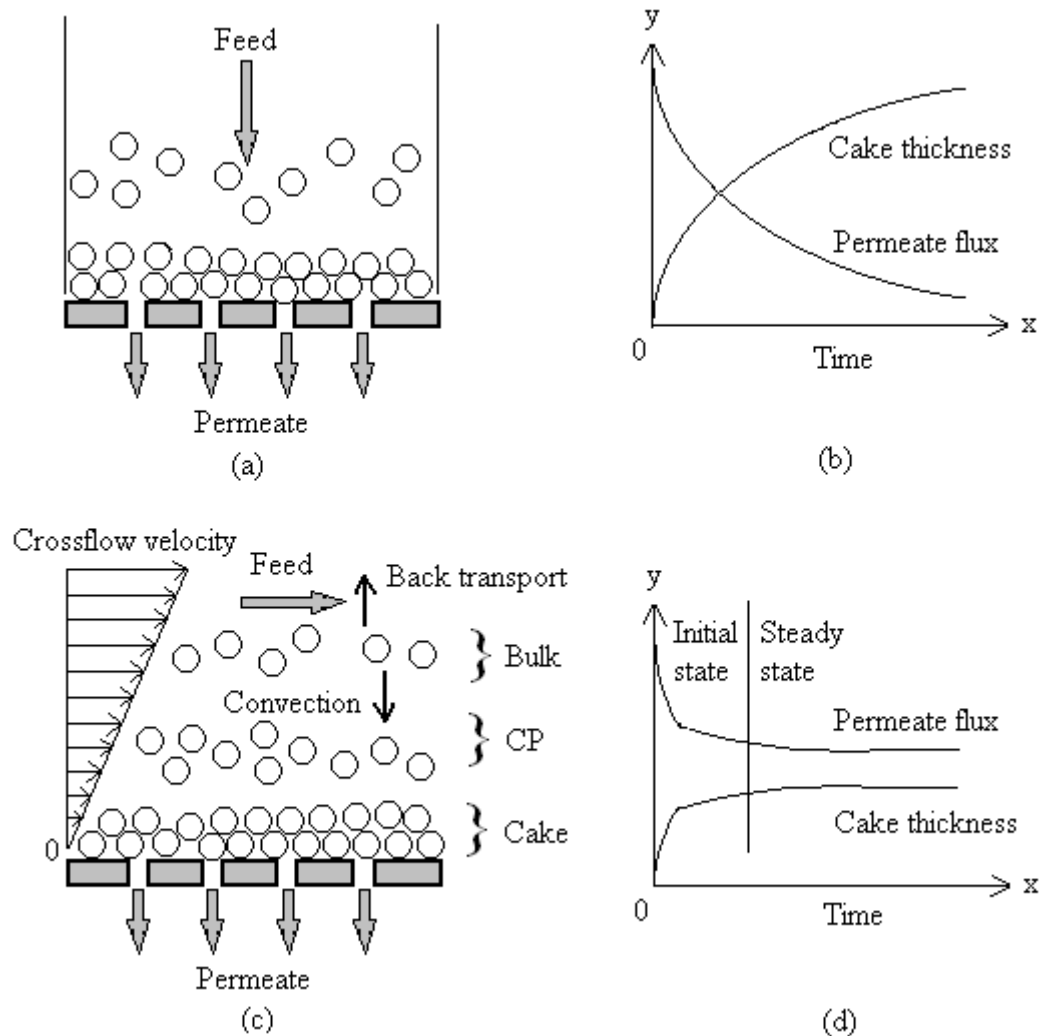 Feed
Permeate
(a)
y
Cake thickness
Permeate flux
0
Time
x
(b)
Crossflow velocity
Feed
Back transport
Bulk
Convection
CP
Cake
0
Permeate
(c)
y
Initial
state
Steady
state
Permeate flux
Cake thickness
0
Time
x
(d)